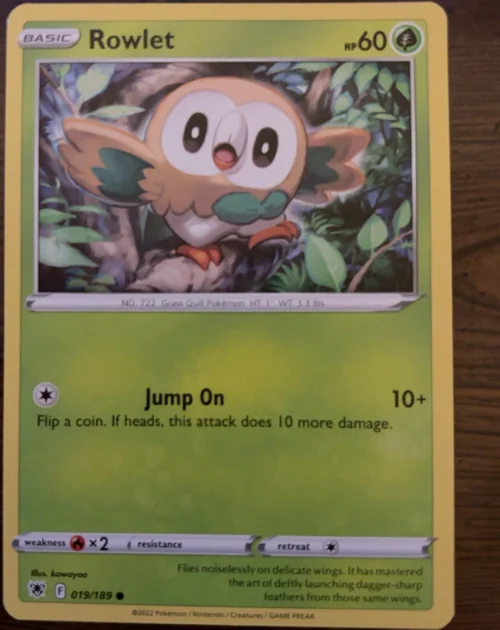 BASIC Rowlet HP60
NO. 722 Grass Quill Pokémon HT: 1' WT: 3.3 lbs.
Jump On 10+
Flip a coin. If heads, this attack does 10 more damage.
weakness ×2 resistance retreat
Illus. kowoyoo
Flies noiselessly on delicate wings. It has mastered
the art of deftly launching dagger-sharp
feathers from those same wings.
F 019/189
©2022 Pokémon / Nintendo / Creatures / GAME FREAK